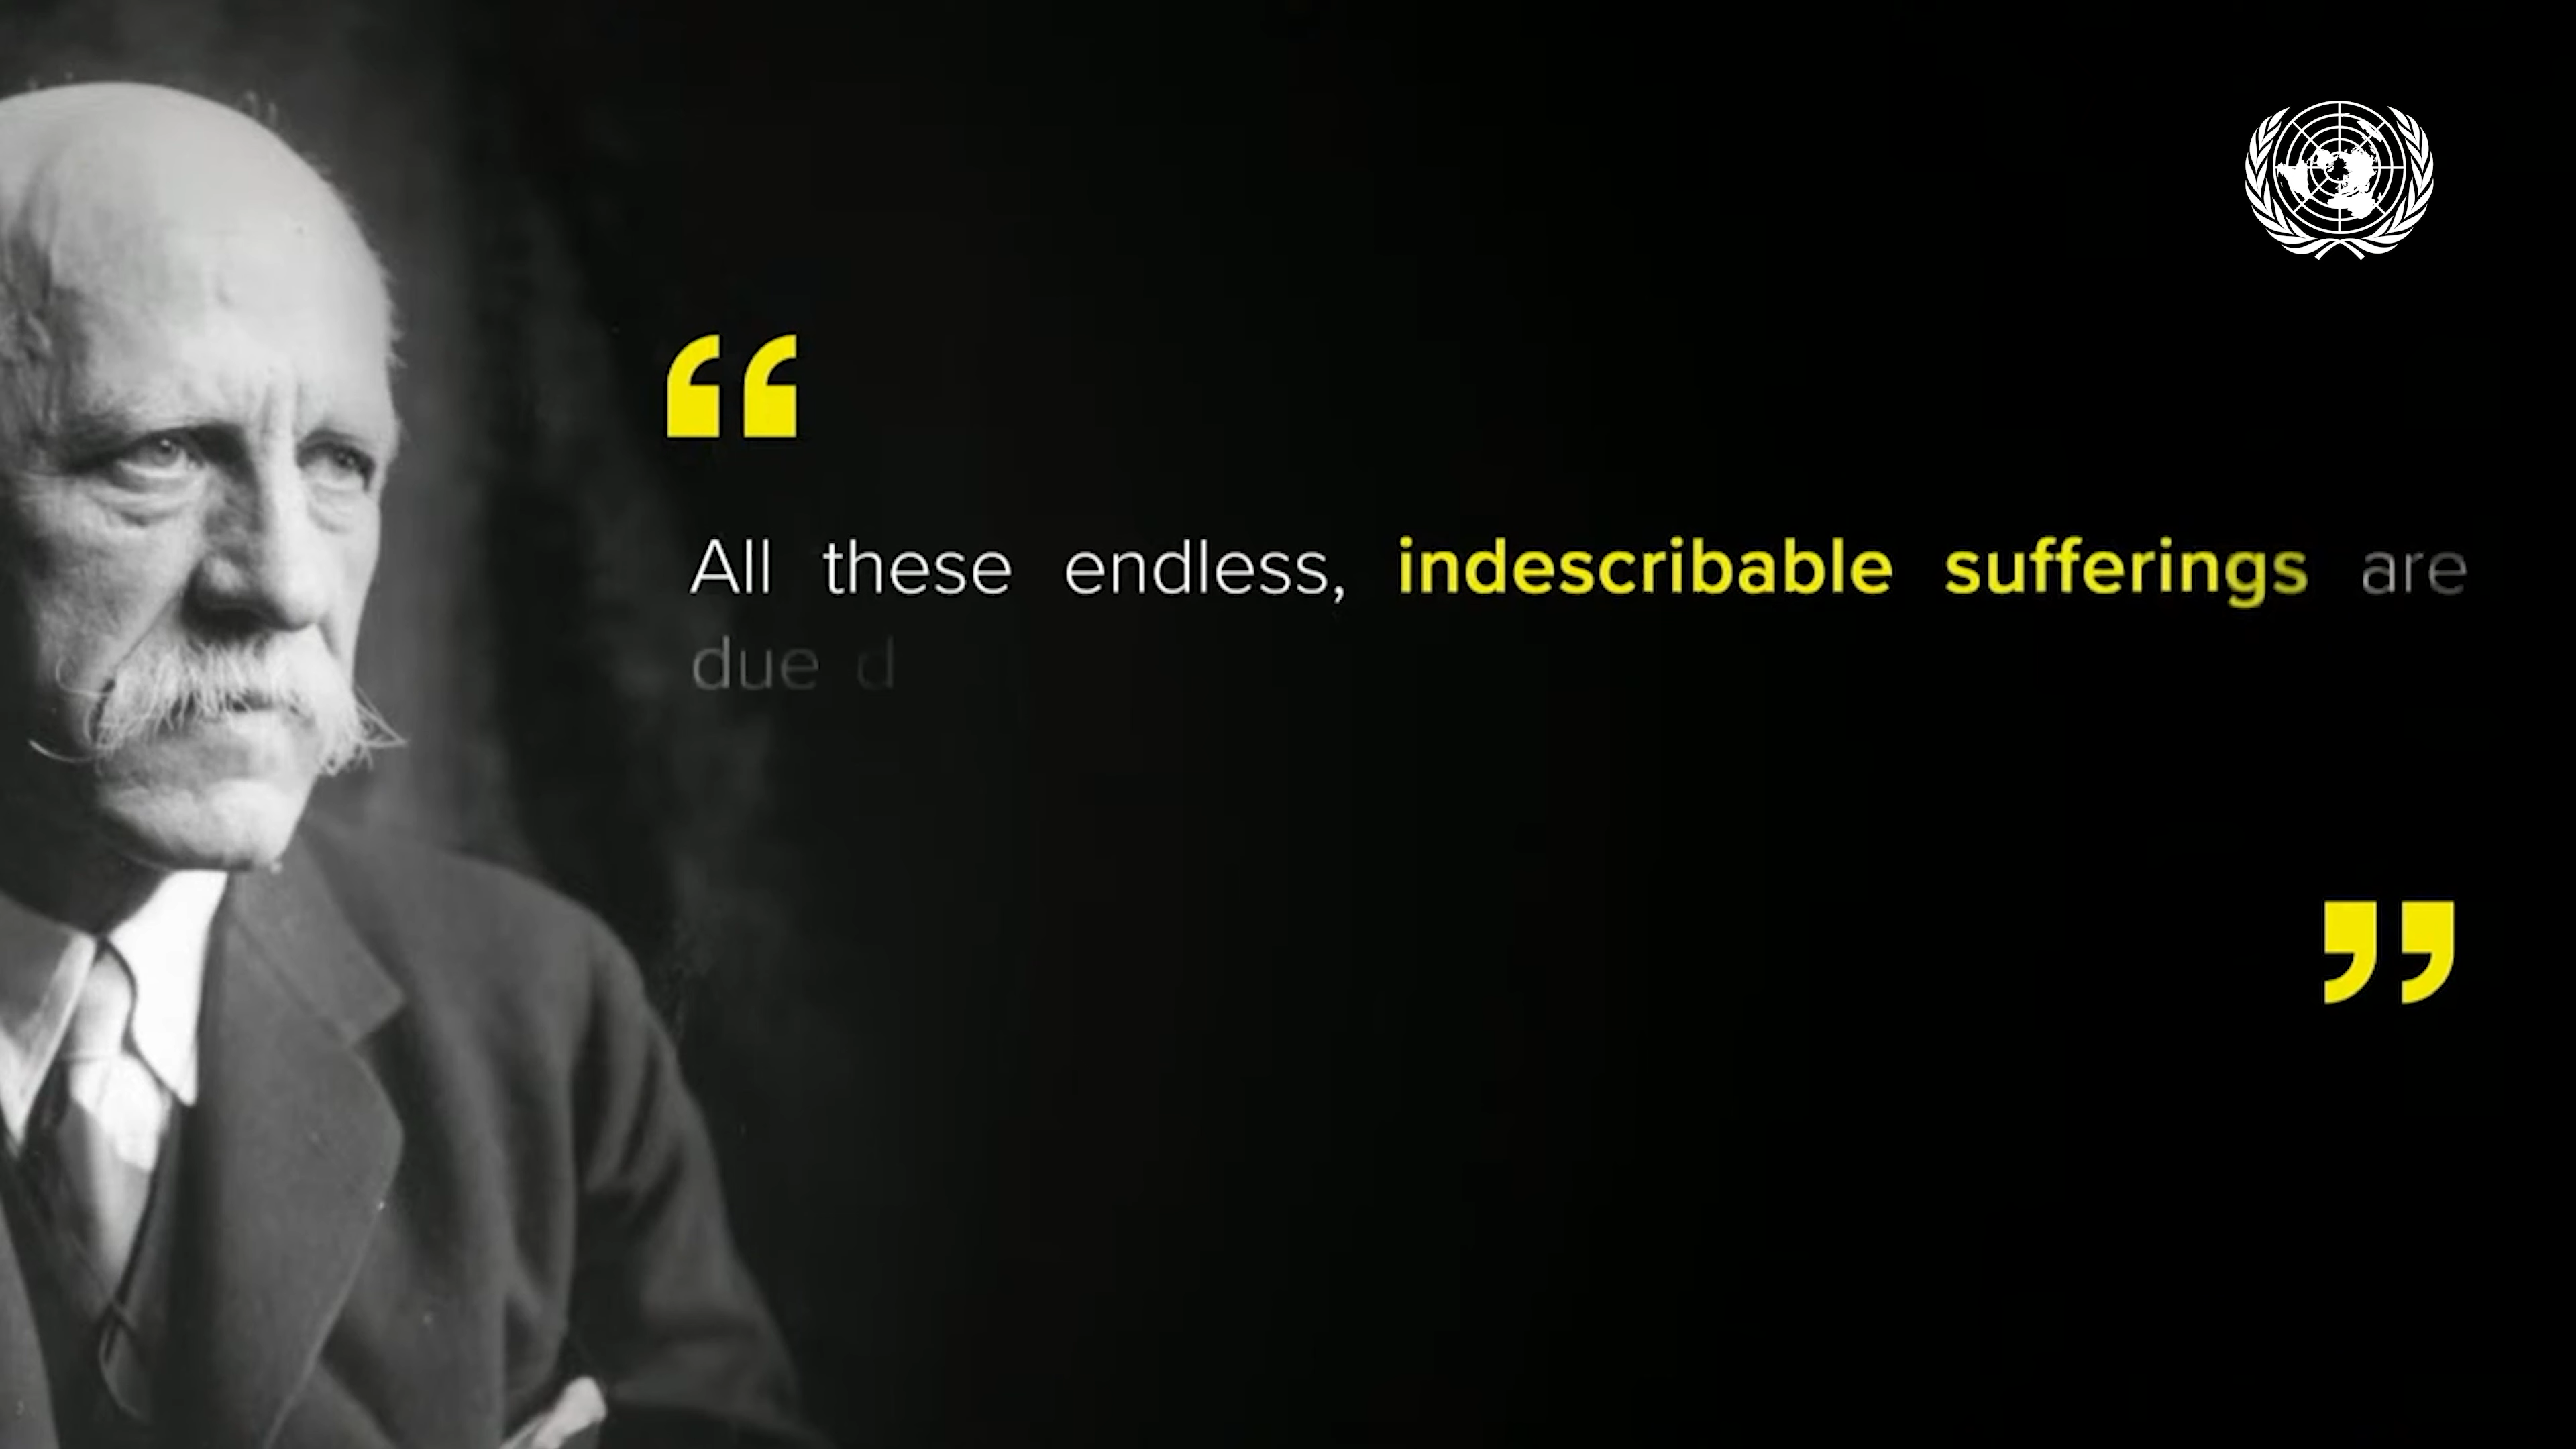 “
All these endless, indescribable sufferings are
due d
”